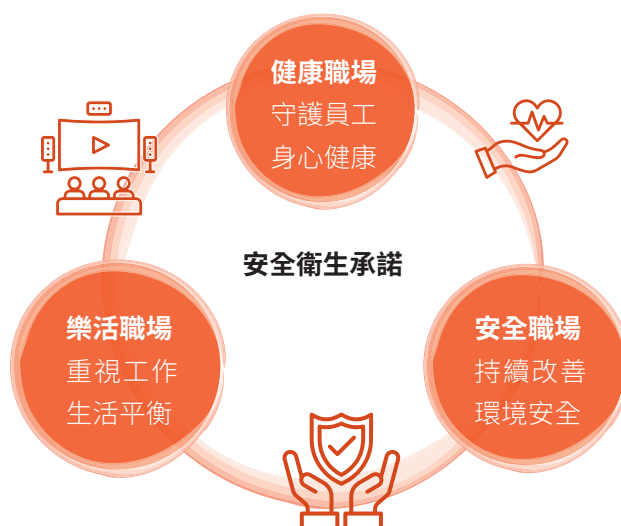 健康職場
守護員工
身心健康
安全衛生承諾
樂活職場
重視工作
生活平衡
安全職場
持續改善
環境安全